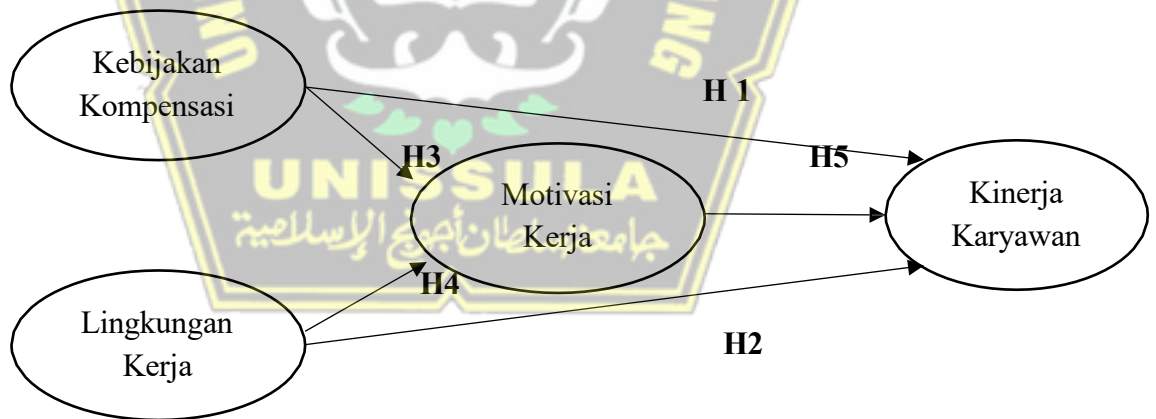 Kebijakan
Kompensasi
H 1
H3
H5
UNISSULA
Motivasi
Kerja
Kinerja
Karyawan
جامعة سلطان أجونج الإسلامية
H4
Lingkungan
Kerja
H2